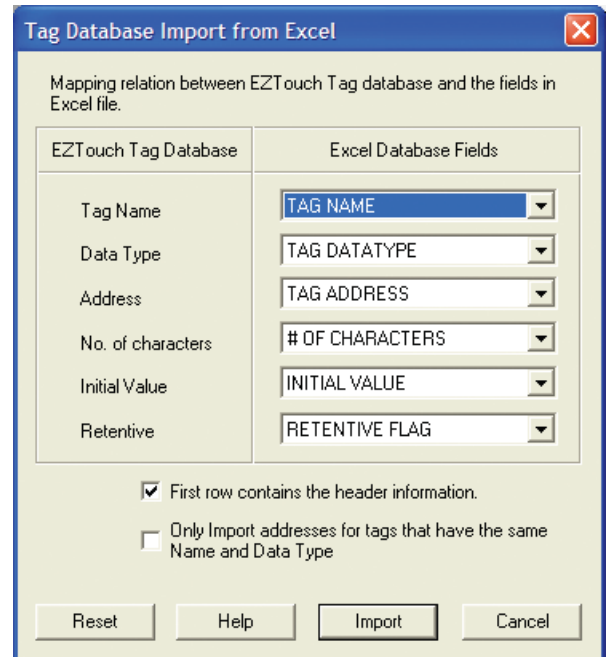 Tag Database Import from Excel
Mapping relation between EZTouch Tag database and the fields in
Excel file.
EZTouch Tag Database Excel Database Fields
Tag Name TAG NAME
Data Type TAG DATATYPE
Address TAG ADDRESS
No. of characters # OF CHARACTERS
Initial Value INITIAL VALUE
Retentive RETENTIVE FLAG
First row contains the header information.
Only Import addresses for tags that have the same
Name and Data Type
Reset Help Import Cancel